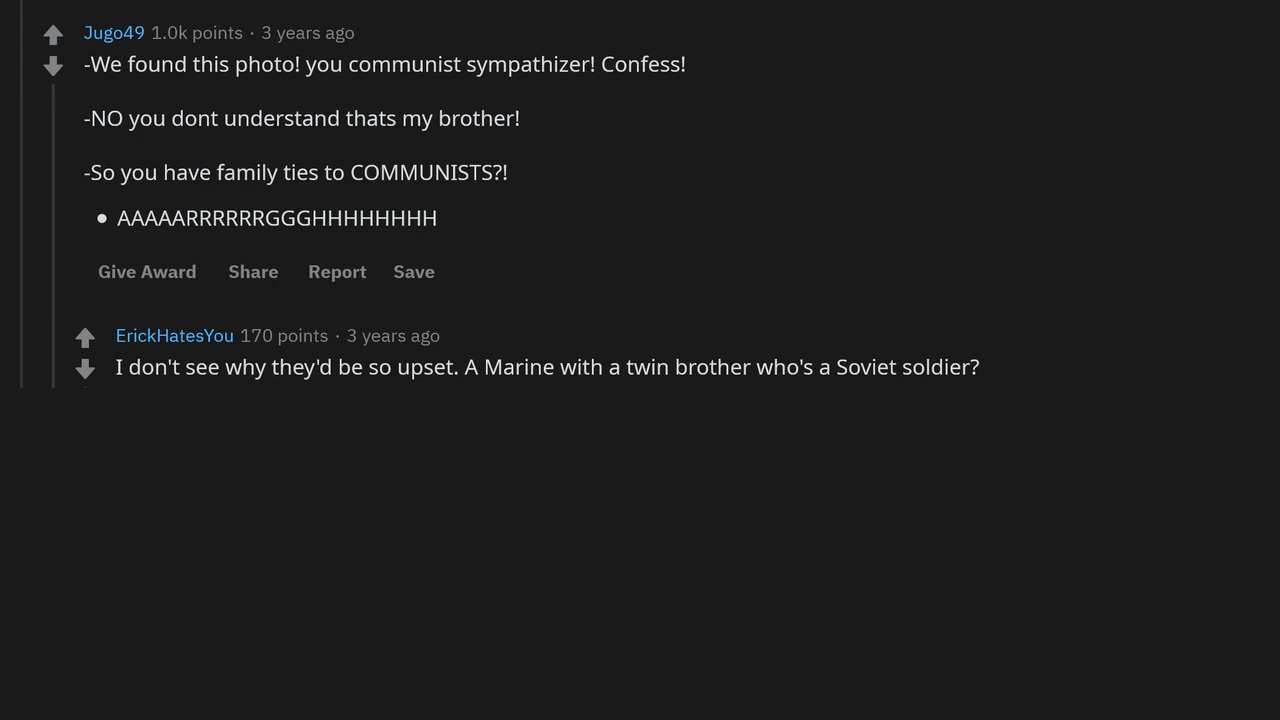 Jugo49 1.0k points · 3 years ago
-We found this photo! you communist sympathizer! Confess!
-NO you dont understand thats my brother!
-So you have family ties to COMMUNISTS?!
• AAAAARRRRRRGGGHHHHHHHH
Give Award Share Report Save
ErickHatesYou 170 points · 3 years ago
I don't see why they'd be so upset. A Marine with a twin brother who's a Soviet soldier?